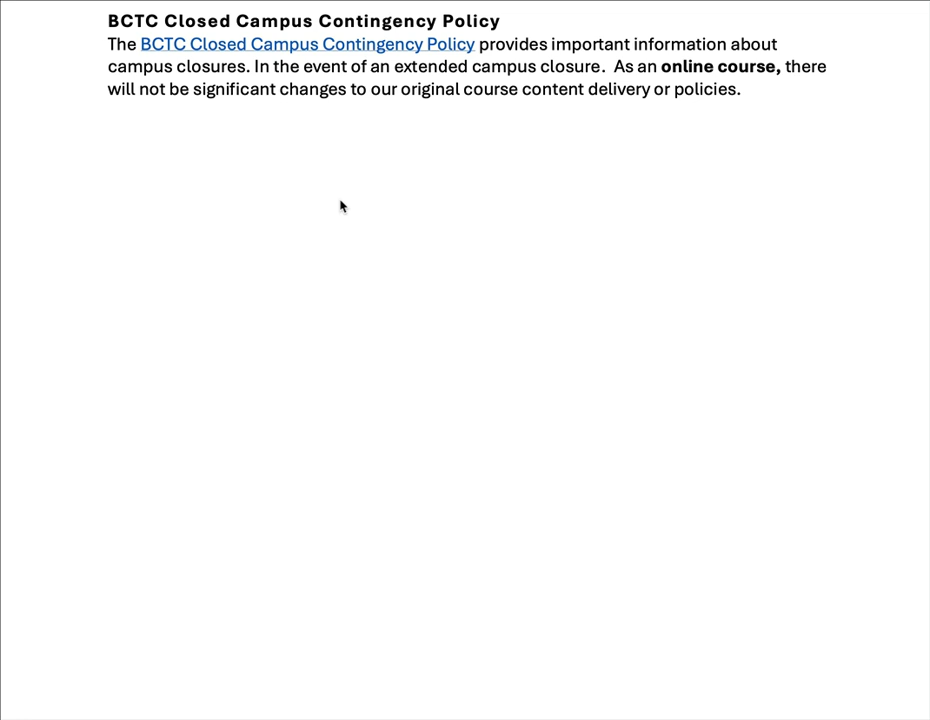 BCTC Closed Campus Contingency Policy
The BCTC Closed Campus Contingency Policy provides important information about
campus closures. In the event of an extended campus closure.  As an online course, there
will not be significant changes to our original course content delivery or policies.